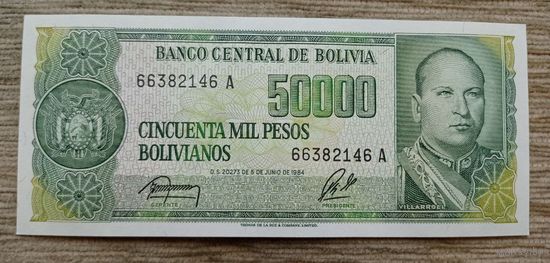 BANCO CENTRAL DE BOLIVIA
66382146 A
50000
CINCUENTA MIL PESOS
BOLIVIANOS
66382146 A
D.S. 20273 DE 5 DE JUNIO DE 1984
GERENTE
PRESIDENTE
VILLARROEL
THOMAS DE LA RUE & COMPANY, LIMITED.